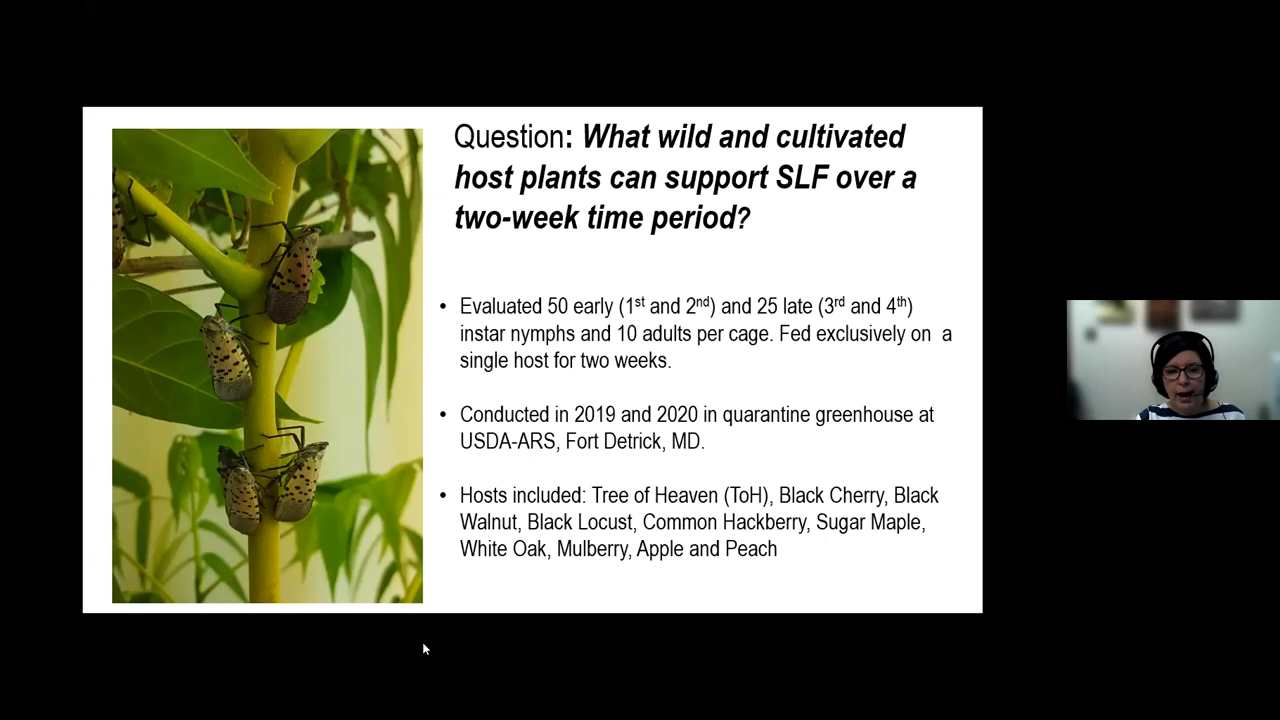 Question: What wild and cultivated
host plants can support SLF over a
two-week time period?
• Evaluated 50 early (1st and 2nd) and 25 late (3rd and 4th)
instar nymphs and 10 adults per cage. Fed exclusively on a
single host for two weeks.
• Conducted in 2019 and 2020 in quarantine greenhouse at
USDA-ARS, Fort Detrick, MD.
• Hosts included: Tree of Heaven (ToH), Black Cherry, Black
Walnut, Black Locust, Common Hackberry, Sugar Maple,
White Oak, Mulberry, Apple and Peach